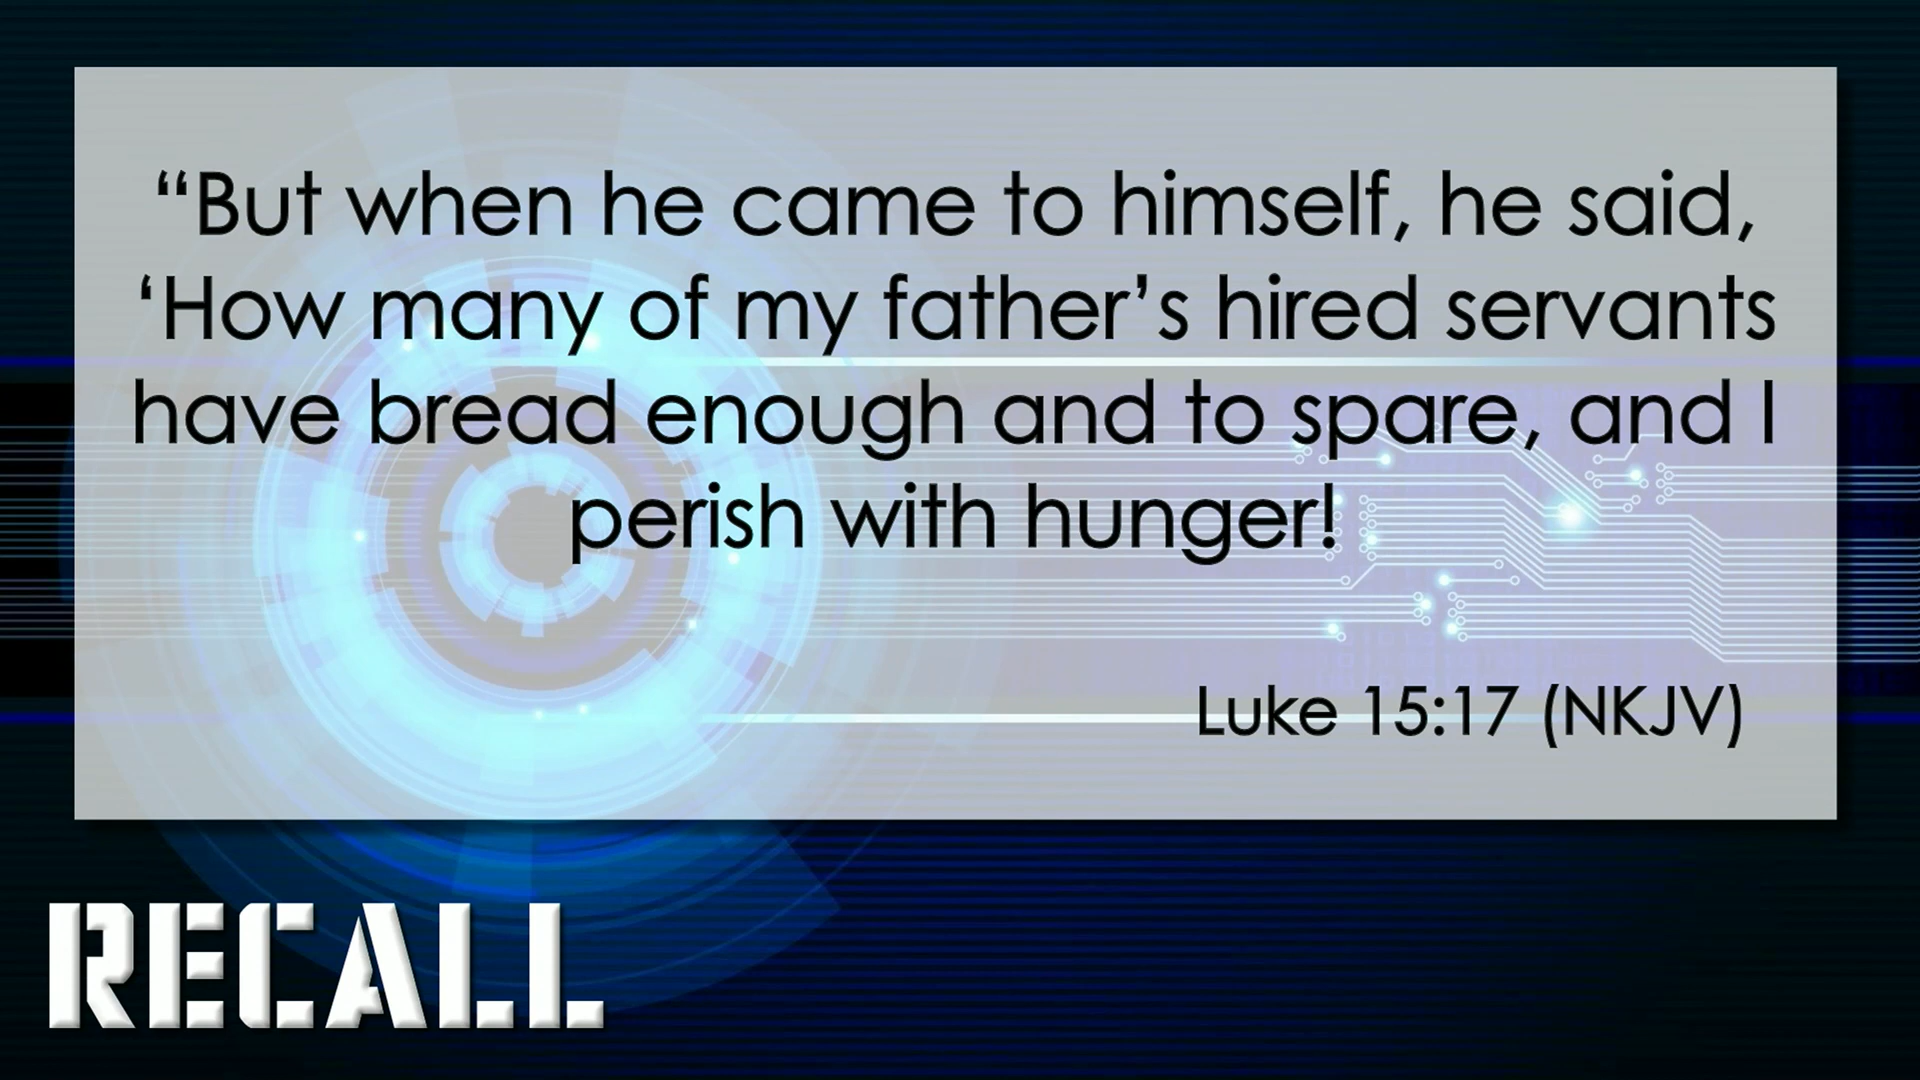 “But when he came to himself, he said,
‘How many of my father’s hired servants
have bread enough and to spare, and I
perish with hunger!
Luke 15:17 (NKJV)
RECALL